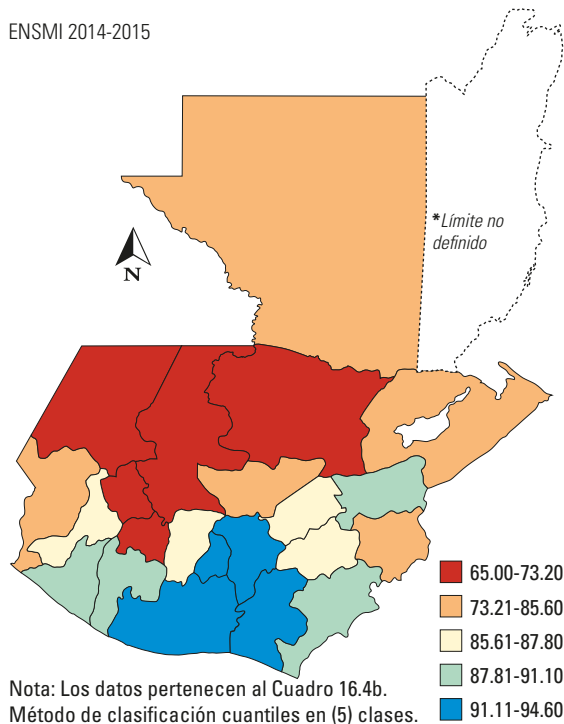 ENSMI 2014-2015
*Límite no
definido
N
65.00-73.20
73.21-85.60
85.61-87.80
87.81-91.10
91.11-94.60
Nota: Los datos pertenecen al Cuadro 16.4b.
Método de clasificación cuantiles en (5) clases.